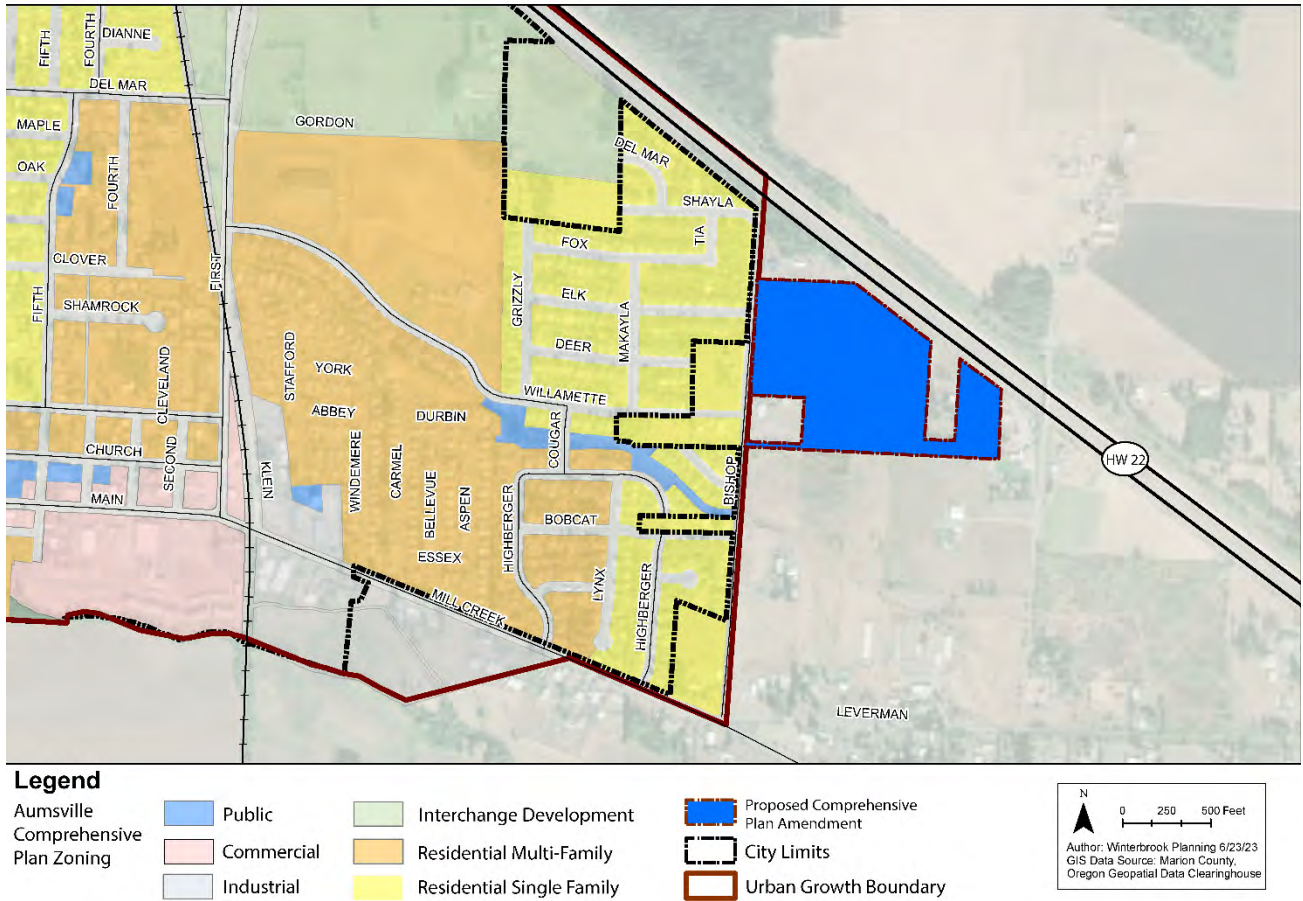 DIANNE
FIFTH
FOURTH
DEL MAR
MAPLE
GORDON
OAK
FOURTH
DEL MAR
SHAYLA
TIA
FOX
CLOVER
FIRST
SHAMROCK
FIFTH
ELK
GRIZZLY
MAKAYLA
DEER
STAFFORD
YORK
CLEVELAND
WILLAMETTE
ABBEY
DURBIN
COUGAR
CHURCH
SECOND
KLEIN
WINDEMERE
CARMEL
BELLEVUE
ASPEN
BISHOP
HW 22
MAIN
HIGHBERGER
BOBCAT
ESSEX
LYNX
HIGHBERGER
MILL CREEK
LEVERMAN
Legend
Aumsville
Comprehensive
Plan Zoning
Public
Commercial
Industrial
Interchange Development
Residential Multi-Family
Residential Single Family
Proposed Comprehensive
Plan Amendment
City Limits
Urban Growth Boundary
N
0 250 500 Feet
Author: Winterbrook Planning 6/23/23
GIS Data Source: Marion County,
Oregon Geopatial Data Clearinghouse